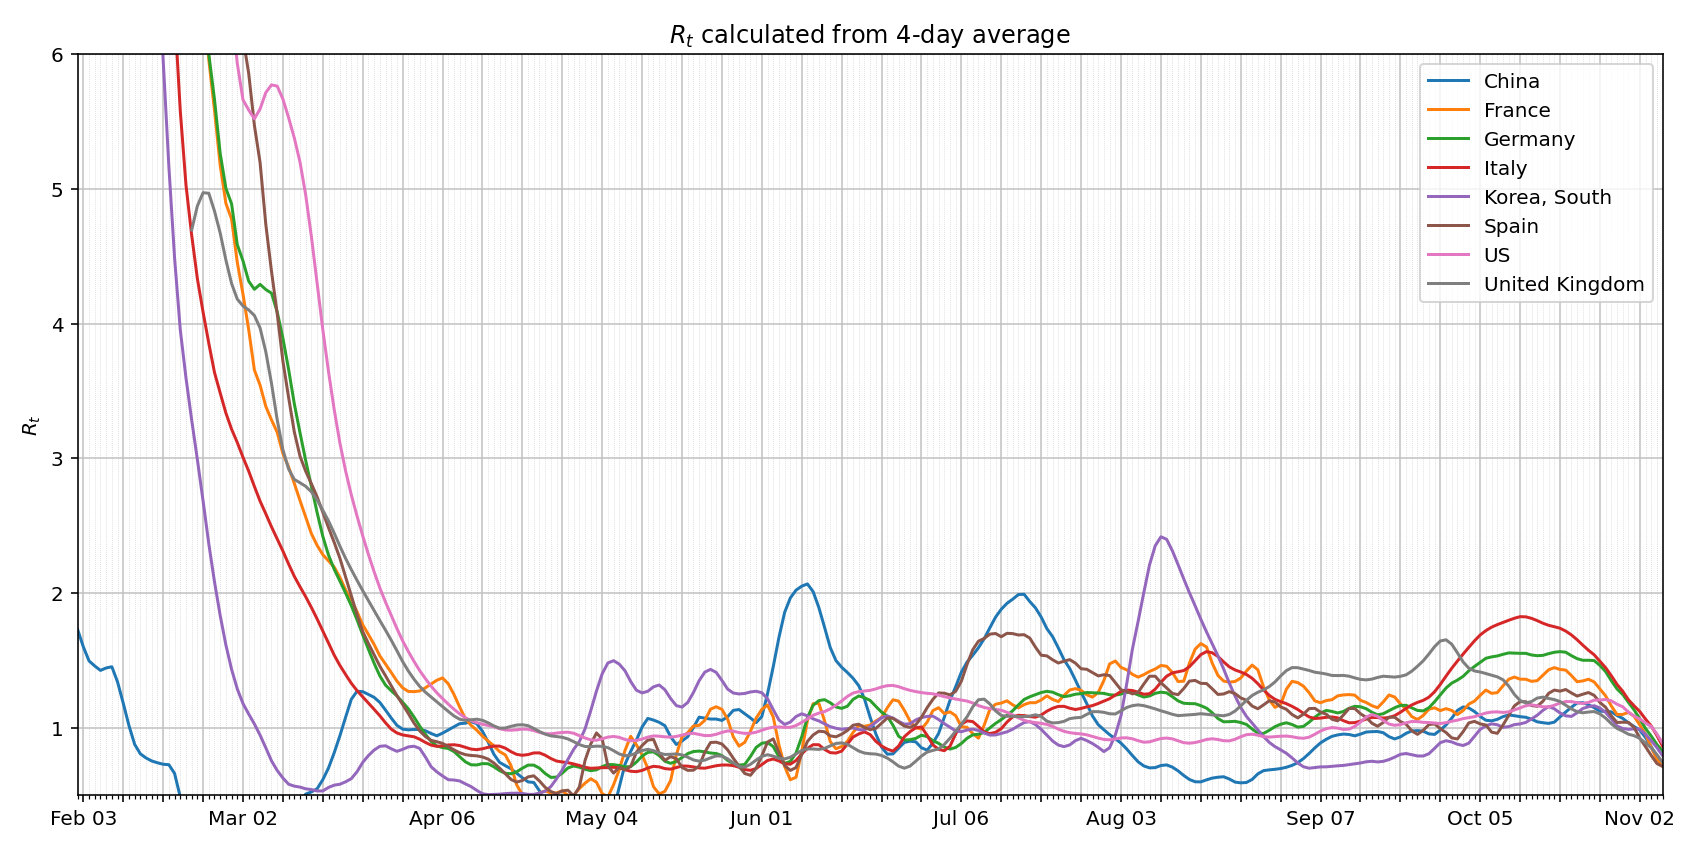 R_t calculated from 4-day average
6
5
4
3
2
1
R_t
China
France
Germany
Italy
Korea, South
Spain
US
United Kingdom
Feb 03 Mar 02 Apr 06 May 04 Jun 01 Jul 06 Aug 03 Sep 07 Oct 05 Nov 02